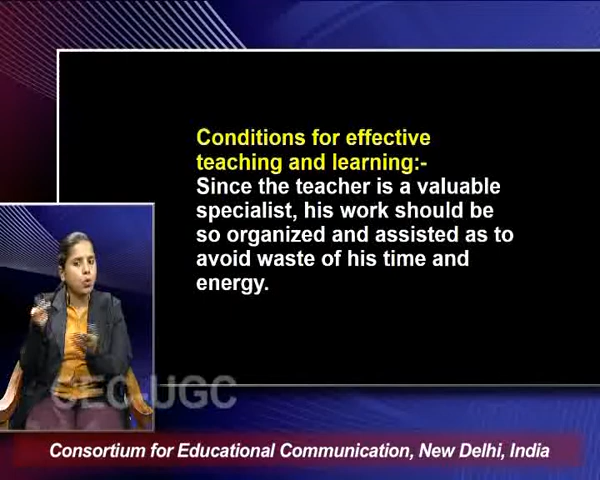 Conditions for effective
teaching and learning:-
Since the teacher is a valuable
specialist, his work should be
so organized and assisted as to
avoid waste of his time and
energy.
CEC-UGC
Consortium for Educational Communication, New Delhi, India